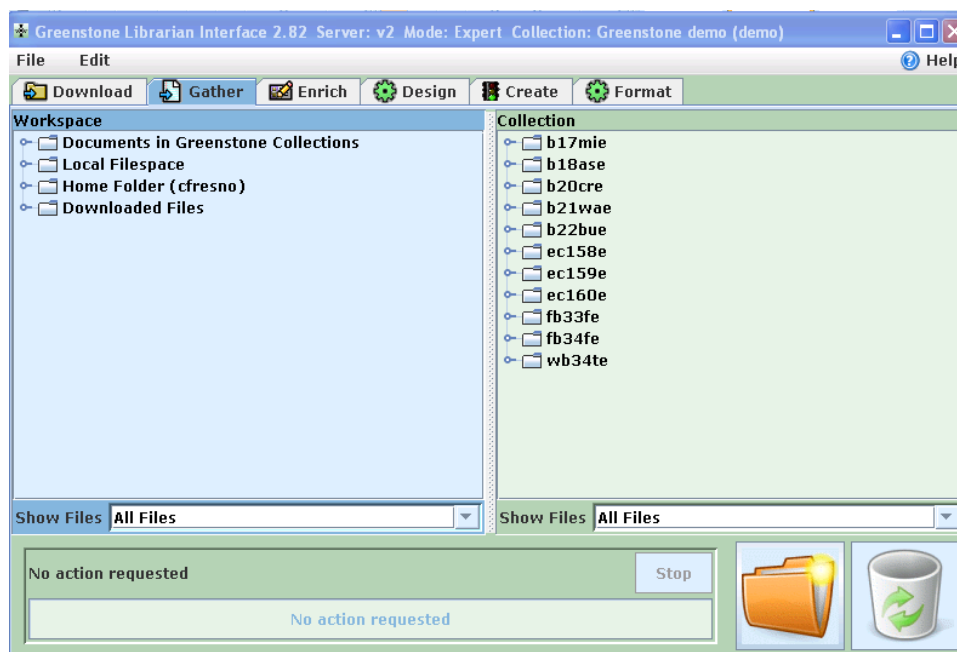 Greenstone Librarian Interface 2.82 Server: v2 Mode: Expert Collection: Greenstone demo (demo)
File Edit Help
Download Gather Enrich Design Create Format
Workspace
Documents in Greenstone Collections
Local Filespace
Home Folder (cfresno)
Downloaded Files
Show Files All Files
Collection
b17mie
b18ase
b20cre
b21wae
b22bue
ec158e
ec159e
ec160e
fb33fe
fb34fe
wb34te
Show Files All Files
No action requested Stop
No action requested